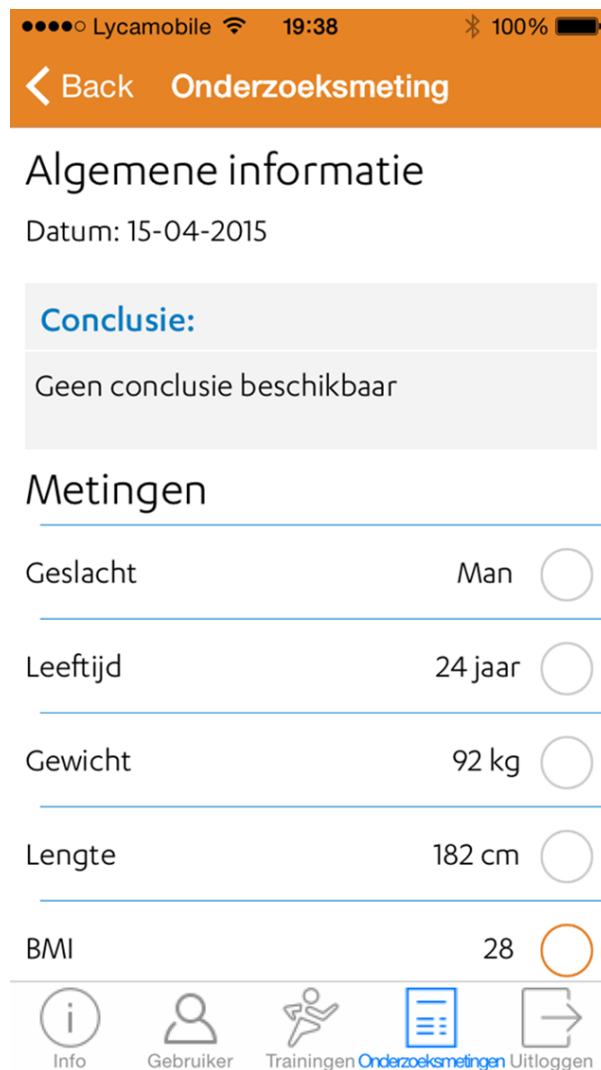 Lycamobile 19:38 100%
Back Onderzoeksmeting
Algemene informatie
Datum: 15-04-2015
Conclusie:
Geen conclusie beschikbaar
Metingen
Geslacht Man
Leeftijd 24 jaar
Gewicht 92 kg
Lengte 182 cm
BMI 28
Info Gebruiker Trainingen Onderzoeksmetingen Uitloggen